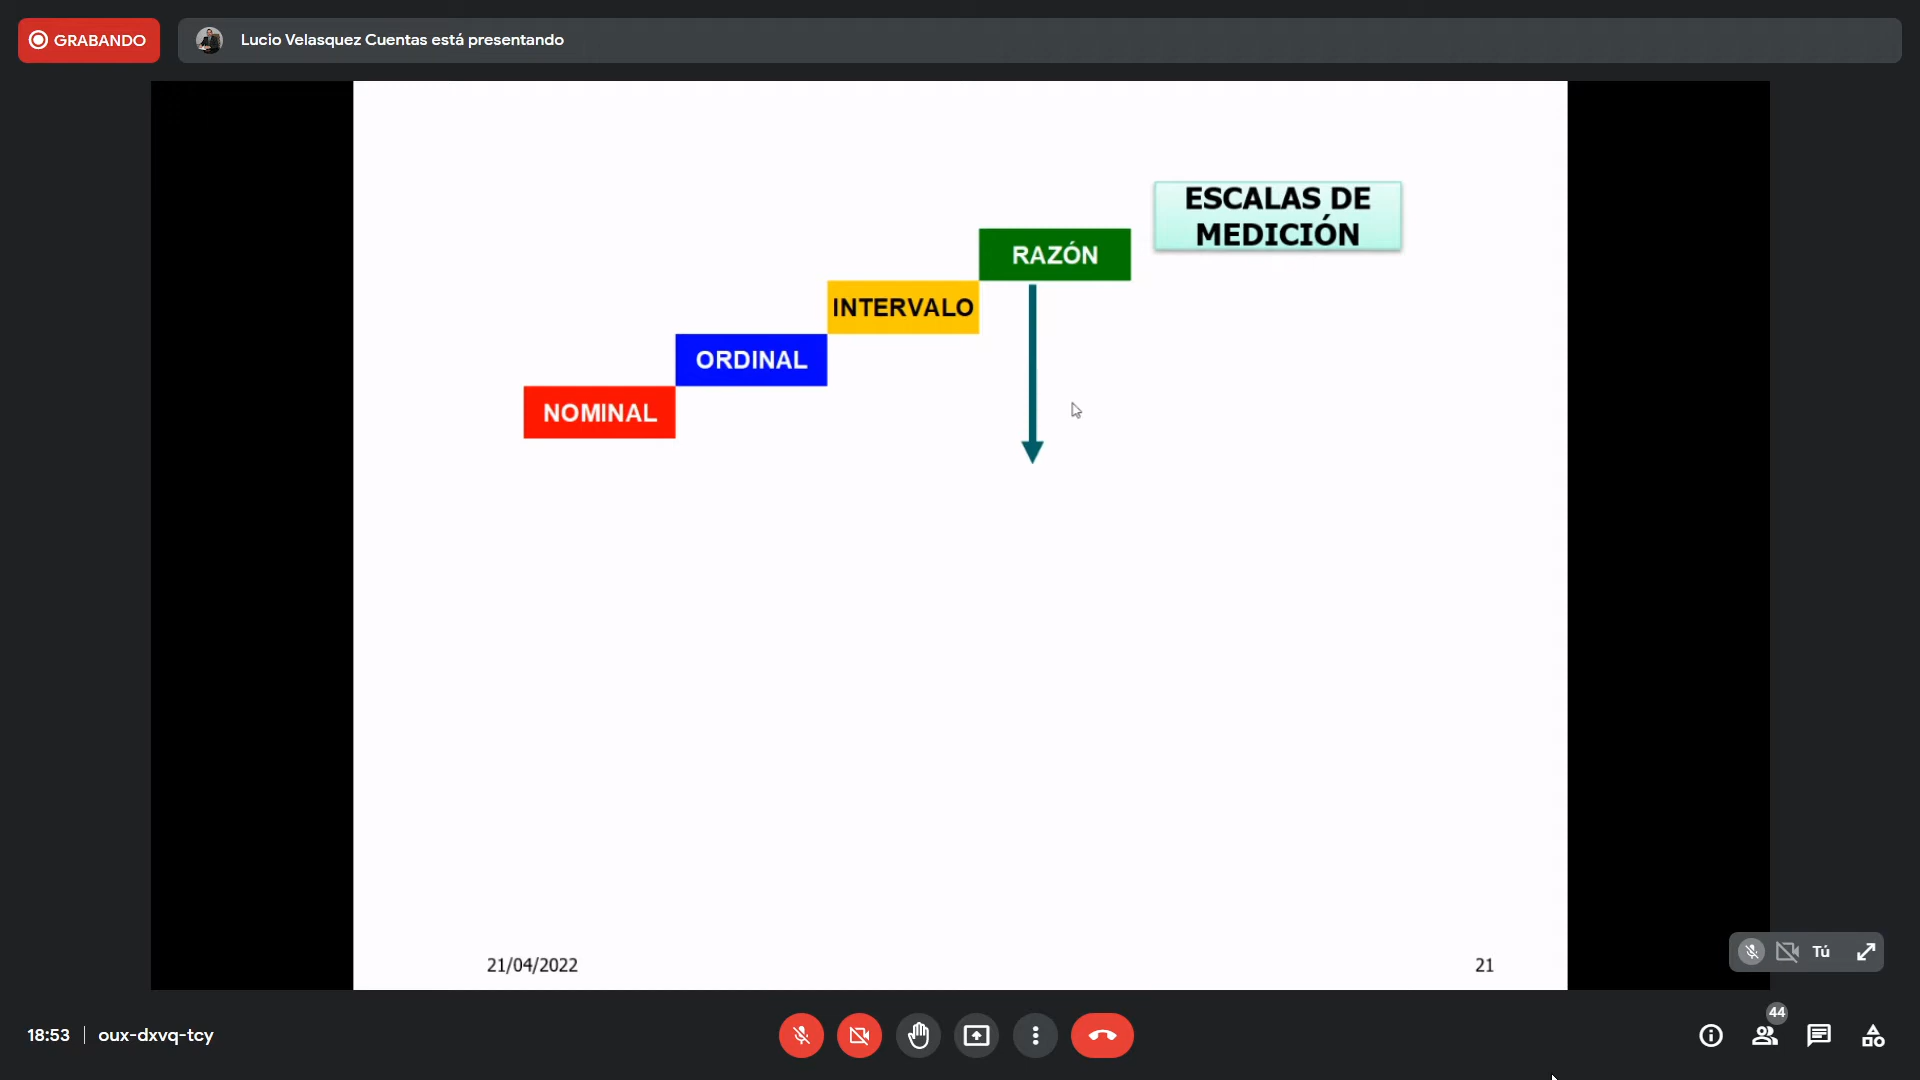 GRABANDO
Lucio Velasquez Cuentas está presentando
ESCALAS DE
MEDICIÓN
RAZÓN
INTERVALO
ORDINAL
NOMINAL
21/04/2022
21
Tú
18:53
oux-dxvq-tcy
44